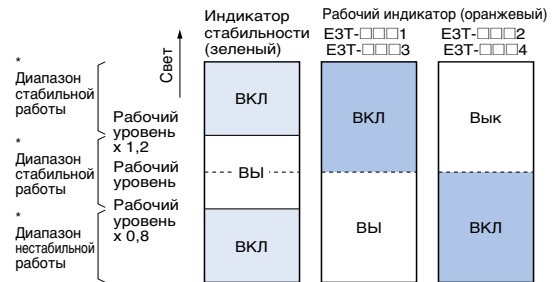 Индикатор
стабильности
(зеленый)
Рабочий индикатор (оранжевый)
E3T-□□□1
E3T-□□□3
E3T-□□□2
E3T-□□□4
Свет
*
Диапазон
стабильной
работы
Рабочий
уровень
x 1,2
*
Диапазон
стабильной
работы
Рабочий
уровень
Рабочий
уровень
x 0,8
*
Диапазон
нестабильной
работы
ВКЛ
ВЫ
ВКЛ
ВКЛ
ВЫ
Вык
ВКЛ